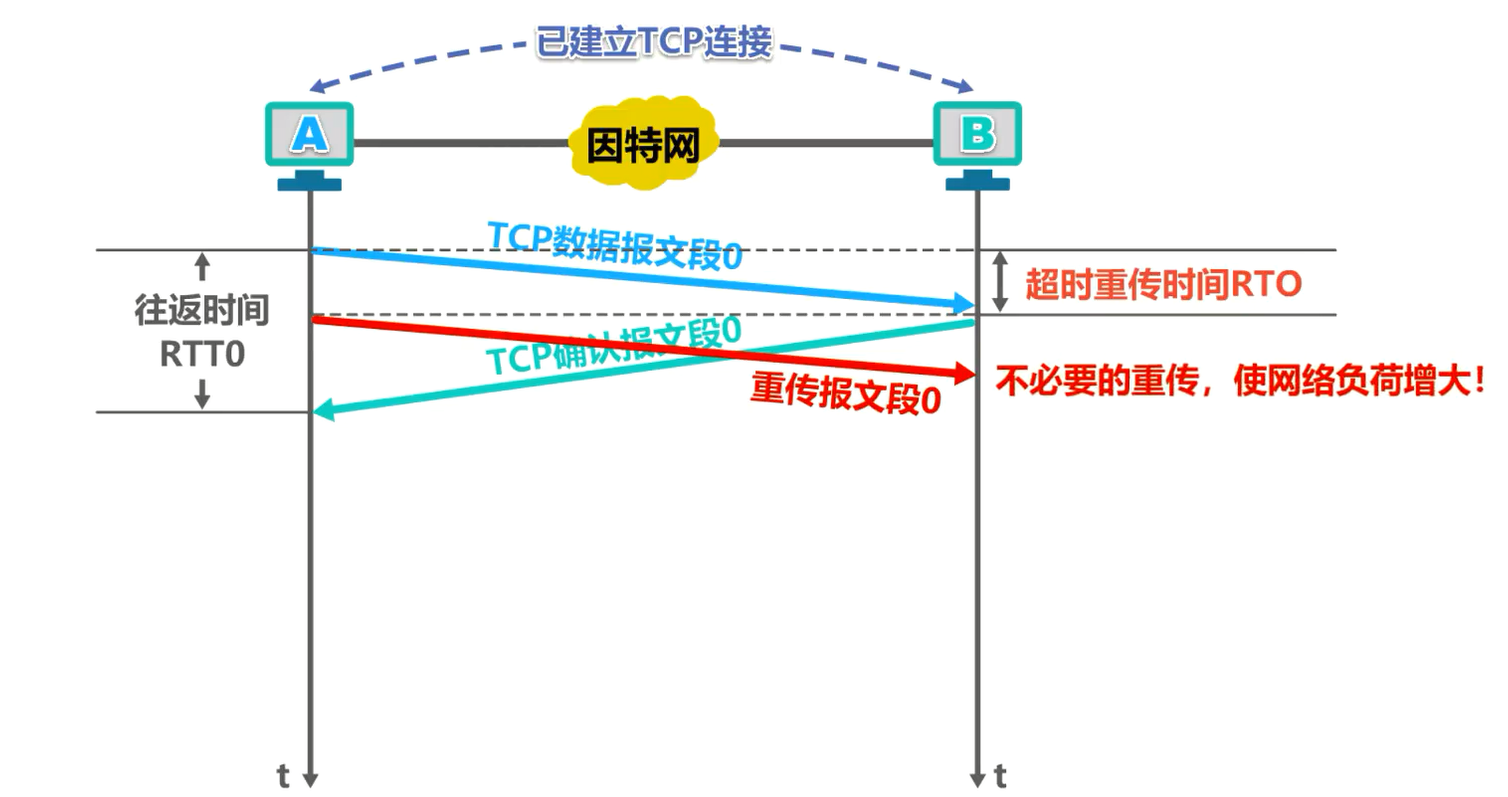 已建立TCP连接
A
因特网
B
TCP数据报文段0
往返时间
RTT0
超时重传时间RTO
TCP确认报文段0
重传报文段0
不必要的重传，使网络负荷增大！
t
t